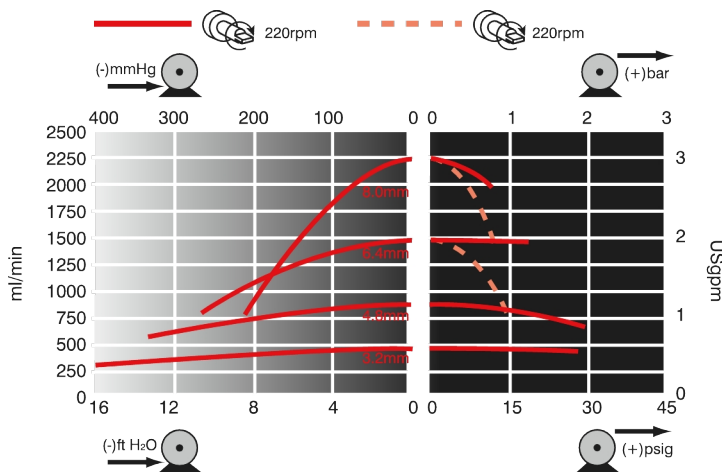 220rpm 220rpm
(-)mmHg (+)bar
400 300 200 100 0 0 1 2 3
2500
2250 3
2000
1750
1500 2
1250
1000
750 1
500
250
0 0
ml/min
USgpm
8.0mm
6.4mm
4.8mm
3.2mm
16 12 8 4 0 0 15 30 45
(-)ft H₂O (+)psig